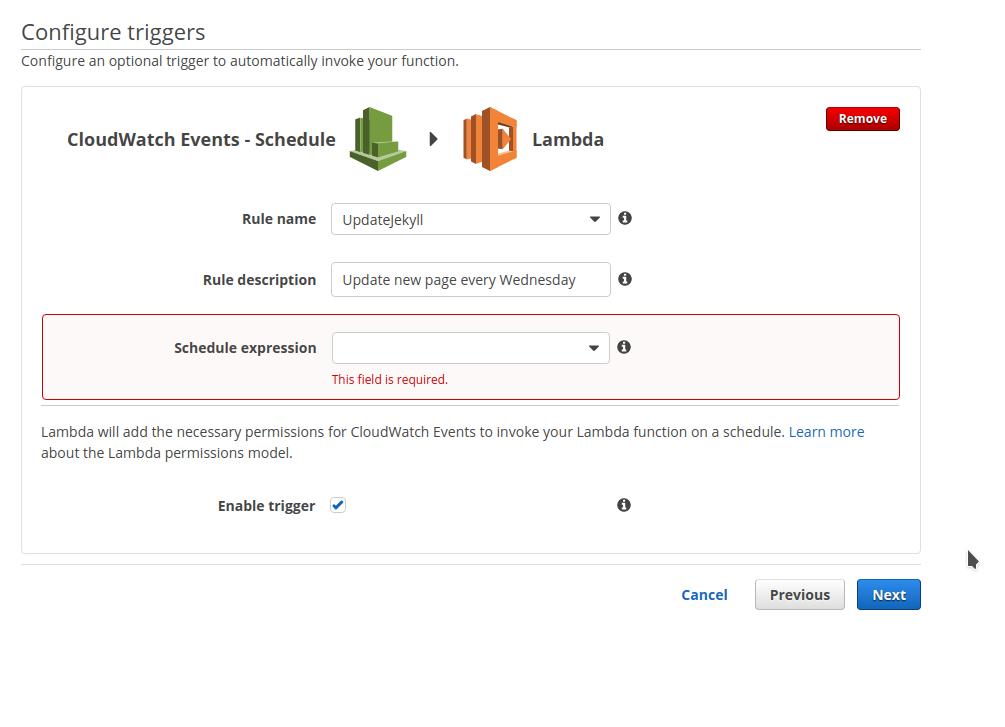 Configure triggers
Configure an optional trigger to automatically invoke your function.
CloudWatch Events - Schedule
Lambda
Remove
Rule name
UpdateJekyll
Rule description
Update new page every Wednesday
Schedule expression
This field is required.
Lambda will add the necessary permissions for CloudWatch Events to invoke your Lambda function on a schedule. Learn more
about the Lambda permissions model.
Enable trigger
Cancel
Previous
Next